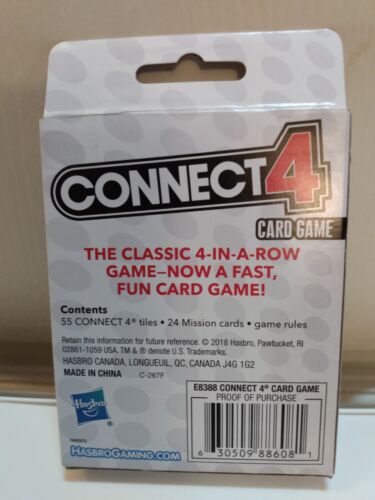 CONNECT 4
CARD GAME
THE CLASSIC 4-IN-A-ROW
GAME—NOW A FAST,
FUN CARD GAME!
Contents
55 CONNECT 4® tiles • 24 Mission cards • game rules
Retain this information for future reference. © 2018 Hasbro, Pawtucket, RI
02861-1059 USA. TM & ® denote U.S. Trademarks.
HASBRO CANADA, LONGUEUIL, QC, CANADA J4G 1G2
MADE IN CHINA C-267F
Hasbro
PARENTS:
HASBROGAMING.COM
E8388 CONNECT 4® CARD GAME
PROOF OF PURCHASE
6 30509 88608 1